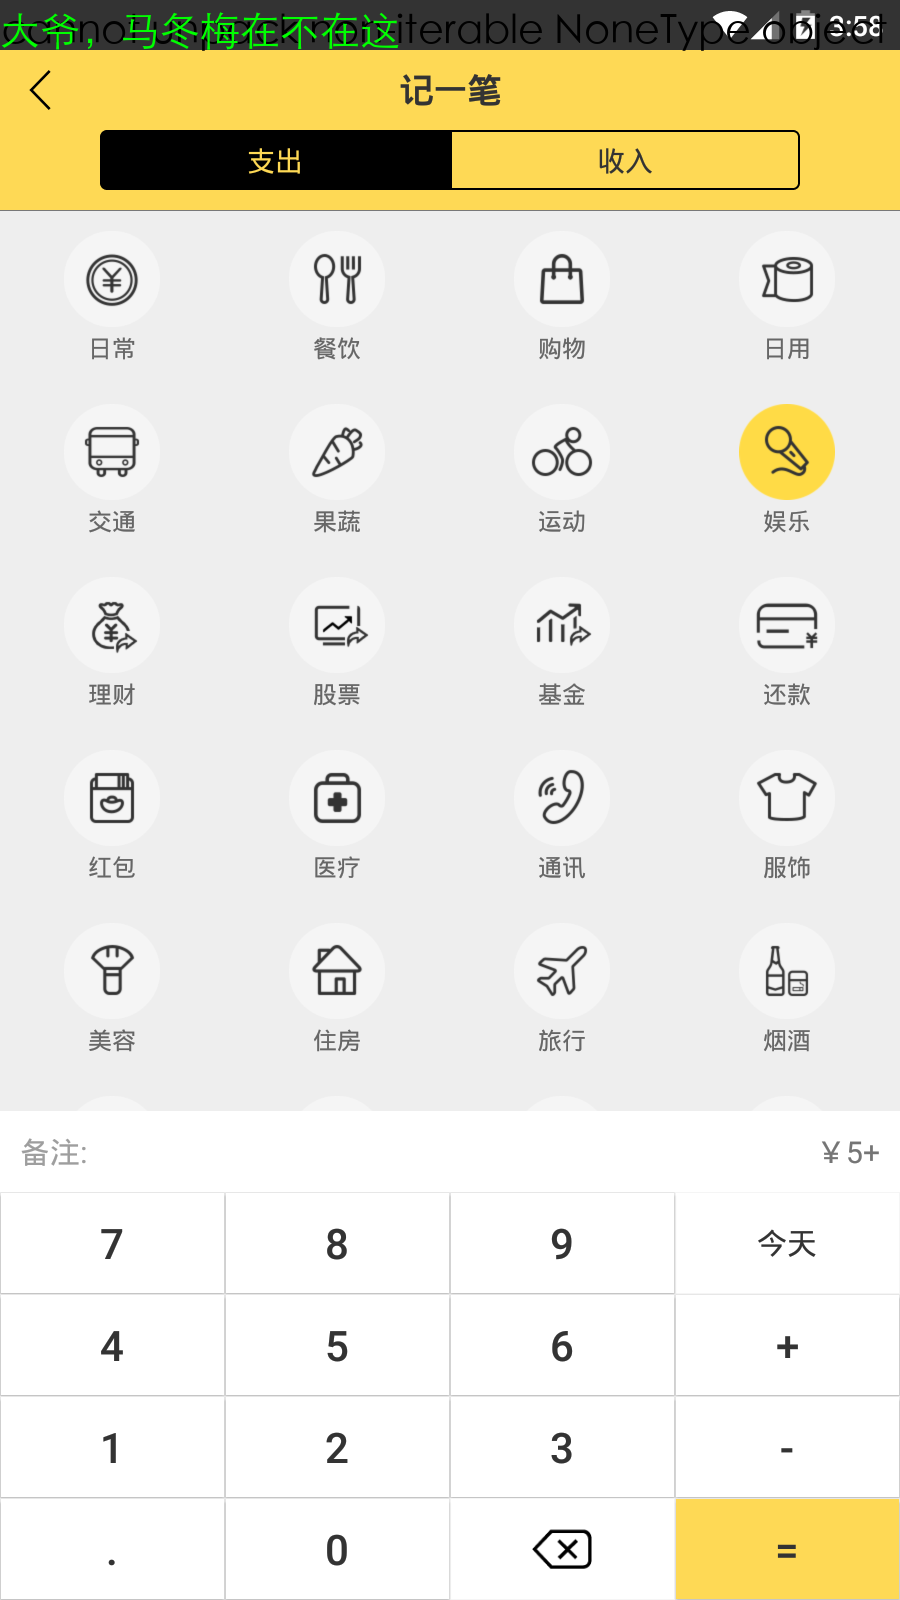 cannot unpack non-iterable NoneType object
大爷，马冬梅在不在这
3:58
记一笔
支出 收入
日常 餐饮 购物 日用
交通 果蔬 运动 娱乐
理财 股票 基金 还款
红包 医疗 通讯 服饰
美容 住房 旅行 烟酒
备注: ¥5+
7 8 9 今天
4 5 6 +
1 2 3 -
. 0 =